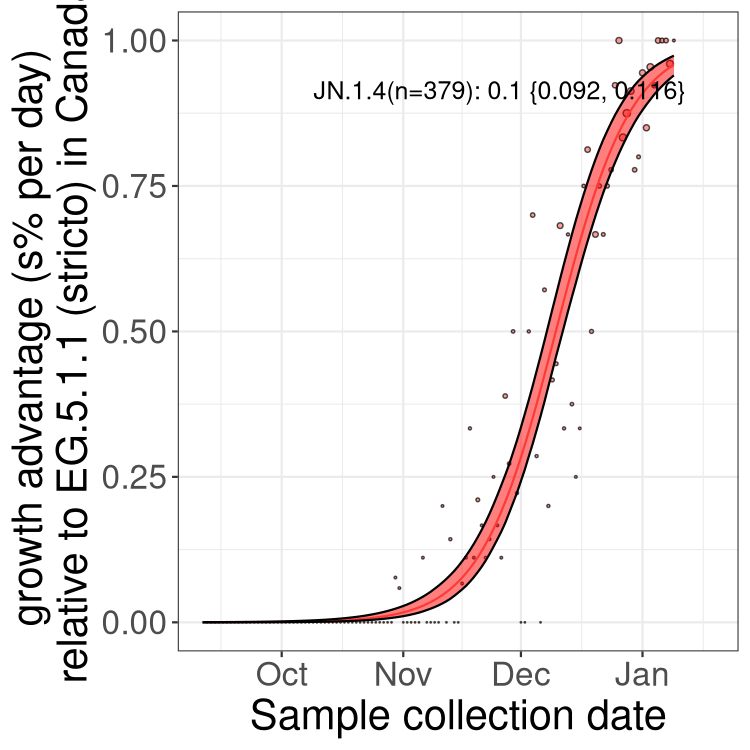 growth advantage (s% per day)
relative to EG.5.1.1 (stricto) in Canada
1.00
JN.1.4(n=379): 0.1 {0.092, 0.116}
0.75
0.50
0.25
0.00
Oct Nov Dec Jan
Sample collection date